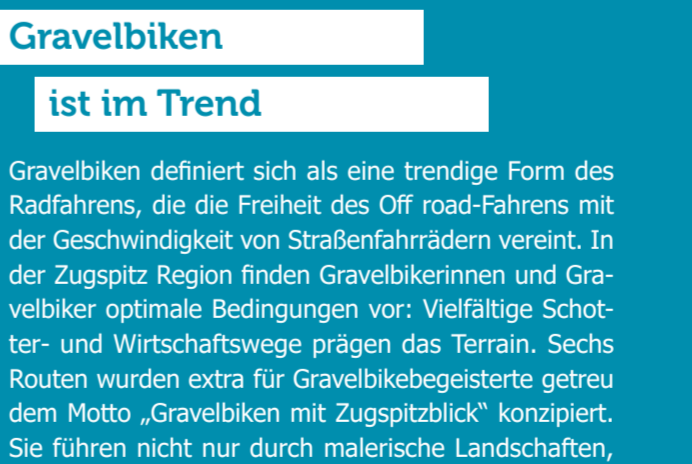 Gravelbiken
ist im Trend
Gravelbiken definiert sich als eine trendige Form des
Radfahrens, die die Freiheit des Off road-Fahrens mit
der Geschwindigkeit von Straßenfahrrädern vereint. In
der Zugspitz Region finden Gravelbikerinnen und Gra-
velbiker optimale Bedingungen vor: Vielfältige Schot-
ter- und Wirtschaftswege prägen das Terrain. Sechs
Routen wurden extra für Gravelbikebegeisterte getreu
dem Motto „Gravelbiken mit Zugspitzblick“ konzipiert.
Sie führen nicht nur durch malerische Landschaften,